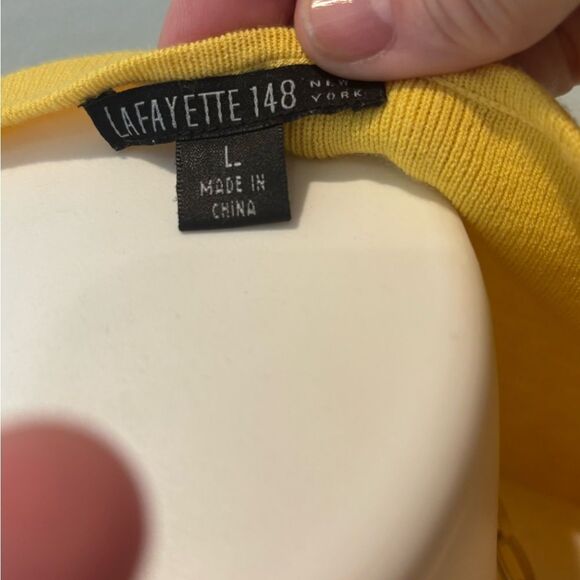 LAFAYETTE 148 NEW YORK
L
MADE IN
CHINA